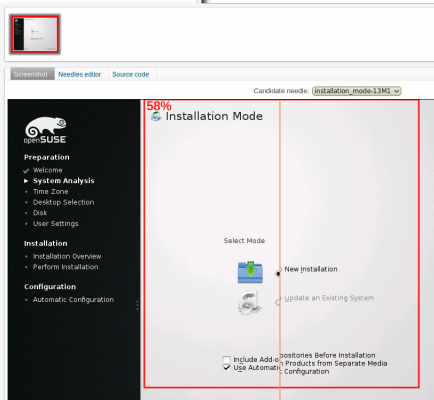 Screenshot Needles editor Source code
Candidate needle: installation_mode-13M1
58%
Installation Mode
openSUSE
Preparation
Welcome
System Analysis
Time Zone
Desktop Selection
Disk
User Settings
Installation
Installation Overview
Perform Installation
Configuration
Automatic Configuration
Select Mode
New Installation
Update an Existing System
Include Add-o positories Before Installation
n Products from Separate Media
Use Automati Configuration